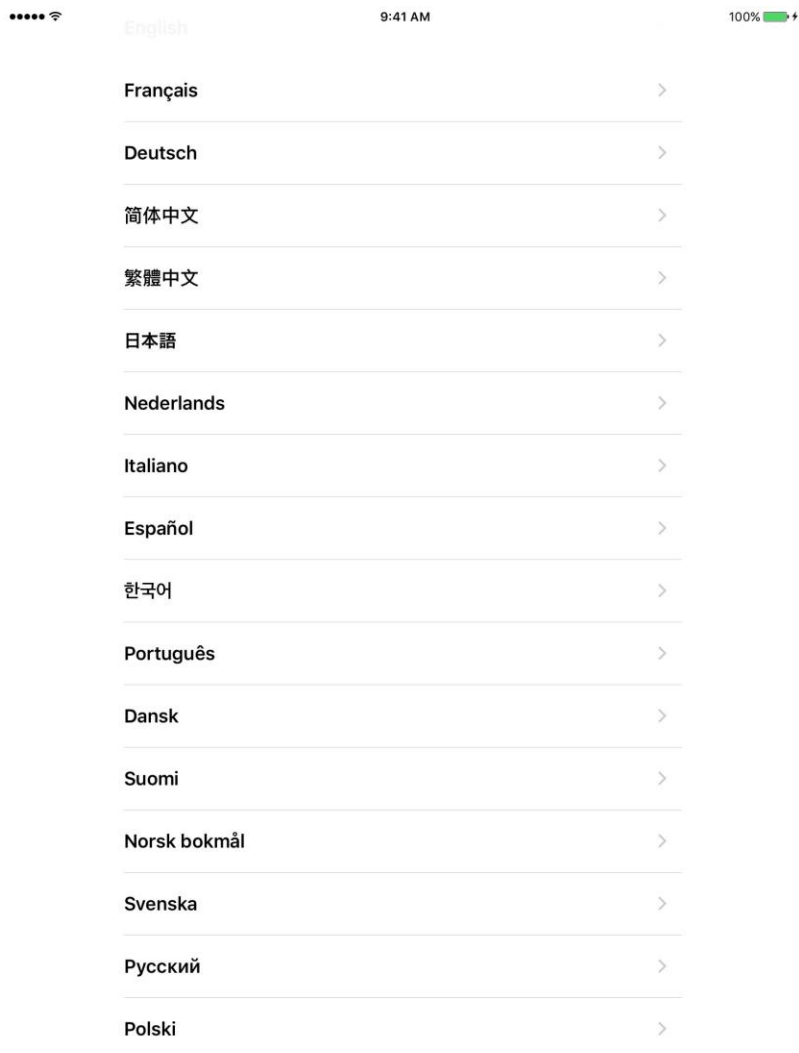 9:41 AM
100%
English
Français
Deutsch
简体中文
繁體中文
日本語
Nederlands
Italiano
Español
한국어
Português
Dansk
Suomi
Norsk bokmål
Svenska
Русский
Polski